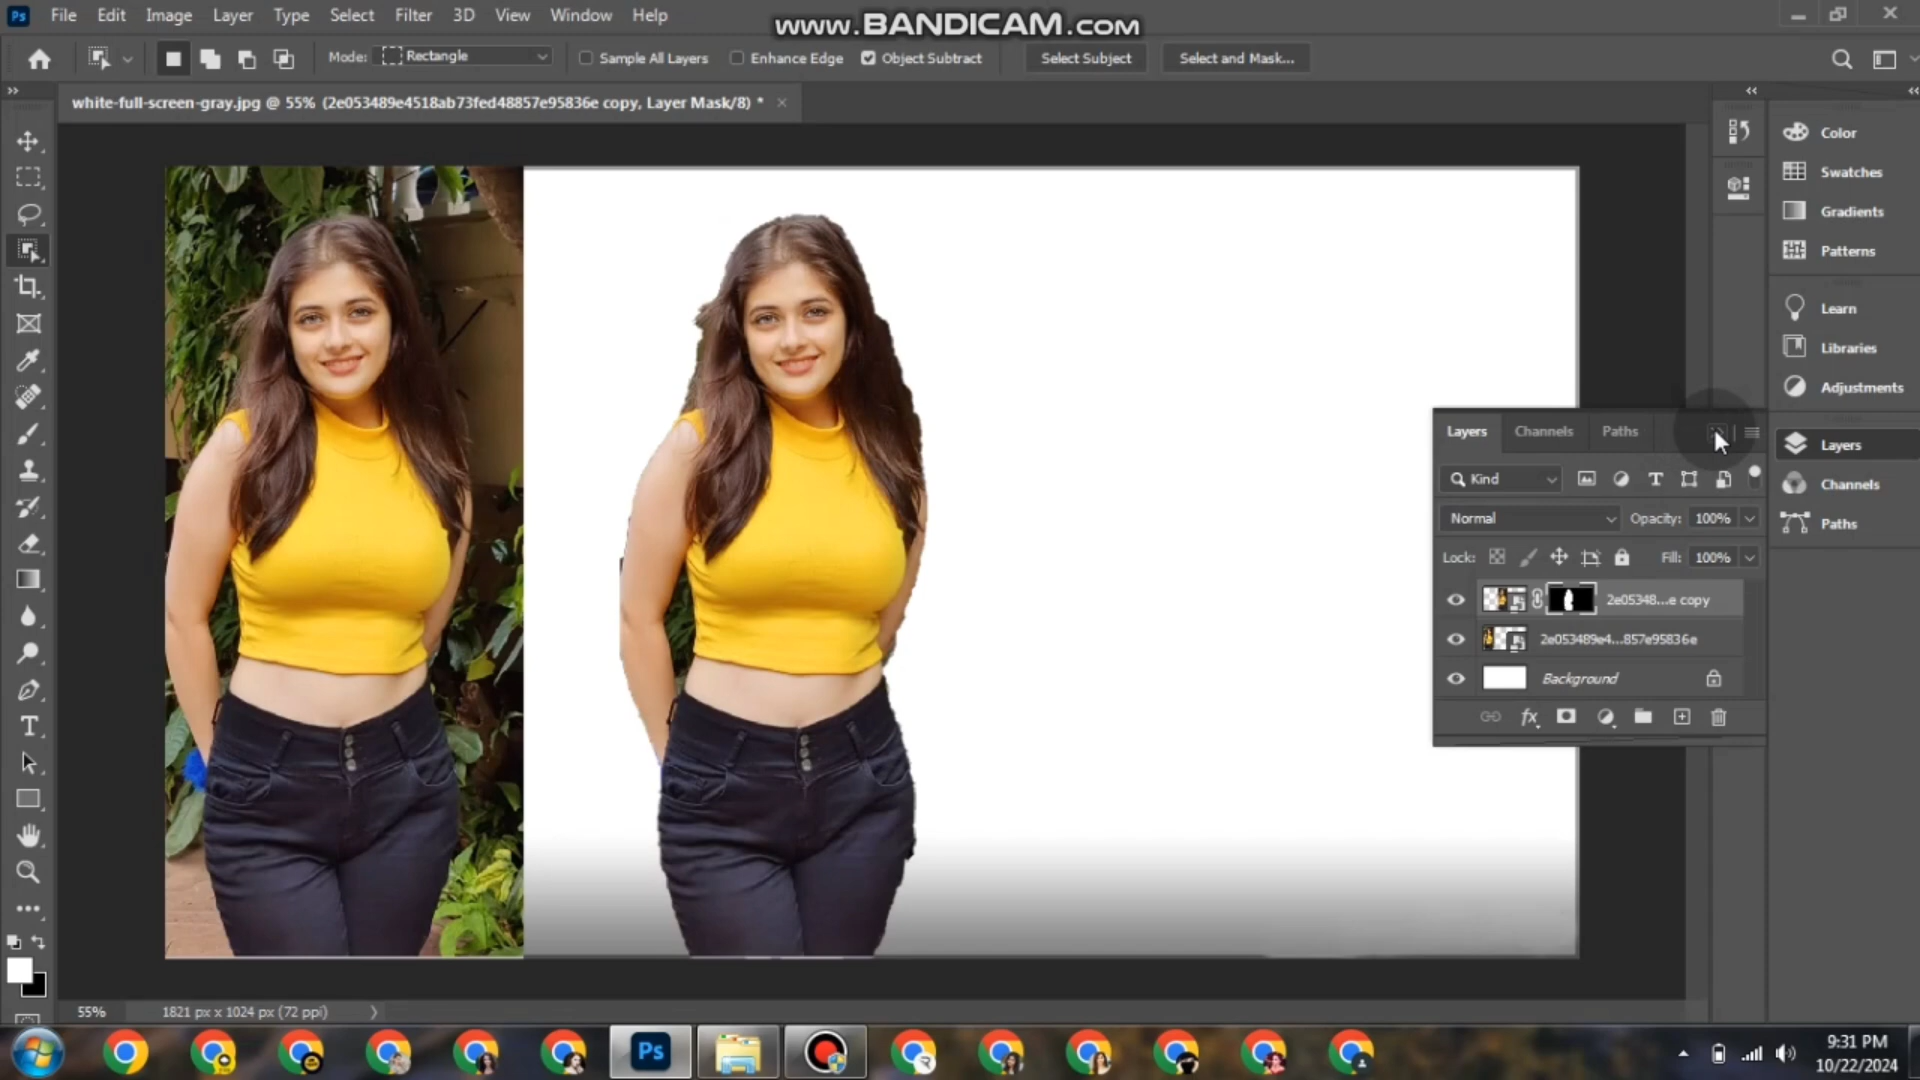 Ps File Edit Image Layer Type Select Filter 3D View Window Help
www.BANDICAM.com
Mode: Rectangle Sample All Layers Enhance Edge Object Subtract Select Subject Select and Mask...
white-full-screen-gray.jpg @ 55% (2e053489e4518ab73fed48857e95836e copy, Layer Mask/8) *
Color
Swatches
Gradients
Patterns
Learn
Libraries
Adjustments
Layers
Channels
Paths
Layers Channels Paths
Kind
Normal Opacity: 100%
Lock: Fill: 100%
2e05348...e copy
2e053489e4...857e95836e
Background
fx
T
55% 1821 px x 1024 px (72 ppi)
Ps
9:31 PM
10/22/2024